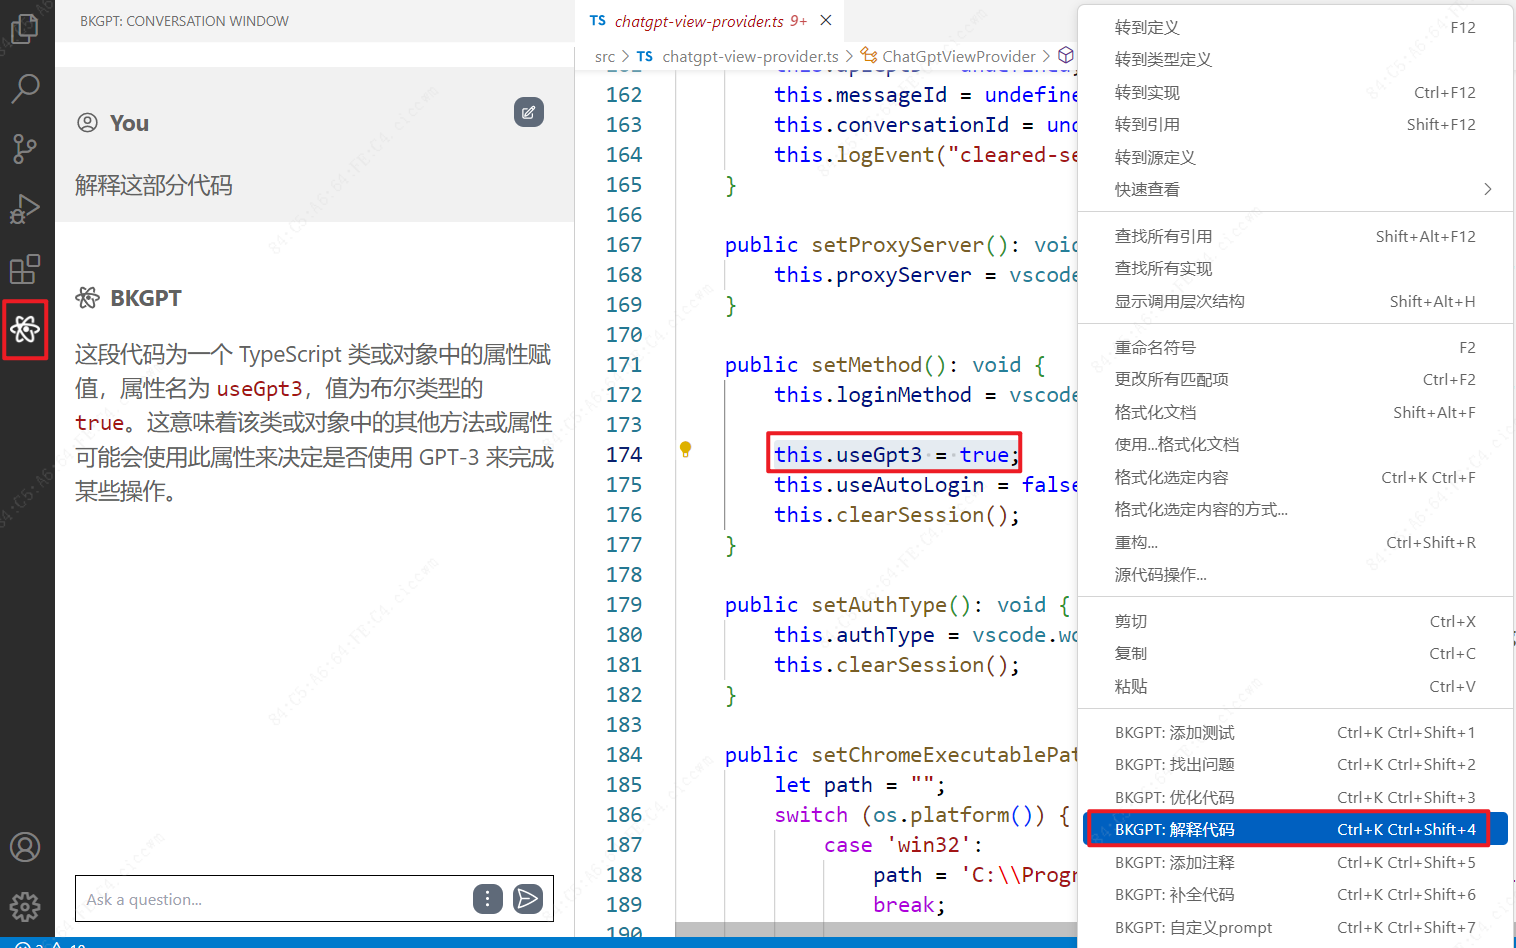 BKGPT: CONVERSATION WINDOW
You
解释这部分代码
BKGPT
这段代码为一个 TypeScript 类或对象中的属性赋
值，属性名为 useGpt3，值为布尔类型的
true。这意味着该类或对象中的其他方法或属性
可能会使用此属性来决定是否使用 GPT-3 来完成
某些操作。
Ask a question...
TS chatgpt-view-provider.ts 9+
src > TS chatgpt-view-provider.ts > ChatGptViewProvider >
162 this.messageId = undefine
163 this.conversationId = und
164 this.logEvent("cleared-se
165 }
166
167 public setProxyServer(): void
168 this.proxyServer = vscode
169 }
170
171 public setMethod(): void {
172 this.loginMethod = vscode
173
174 this.useGpt3 = true;
175 this.useAutoLogin = false
176 this.clearSession();
177 }
178
179 public setAuthType(): void {
180 this.authType = vscode.wo
181 this.clearSession();
182 }
183
184 public setChromeExecutablePat
185 let path = "";
186 switch (os.platform()) {
187 case 'win32':
188 path = 'C:\\Progr
189 break;
190
转到定义 F12
转到类型定义
转到实现 Ctrl+F12
转到引用 Shift+F12
转到源定义
快速查看
查找所有引用 Shift+Alt+F12
查找所有实现
显示调用层次结构 Shift+Alt+H
重命名符号 F2
更改所有匹配项 Ctrl+F2
格式化文档 Shift+Alt+F
使用...格式化文档
格式化选定内容 Ctrl+K Ctrl+F
格式化选定内容的方式...
重构... Ctrl+Shift+R
源代码操作...
剪切 Ctrl+X
复制 Ctrl+C
粘贴 Ctrl+V
BKGPT: 添加测试 Ctrl+K Ctrl+Shift+1
BKGPT: 找出问题 Ctrl+K Ctrl+Shift+2
BKGPT: 优化代码 Ctrl+K Ctrl+Shift+3
BKGPT: 解释代码 Ctrl+K Ctrl+Shift+4
BKGPT: 添加注释 Ctrl+K Ctrl+Shift+5
BKGPT: 补全代码 Ctrl+K Ctrl+Shift+6
BKGPT: 自定义prompt Ctrl+K Ctrl+Shift+7